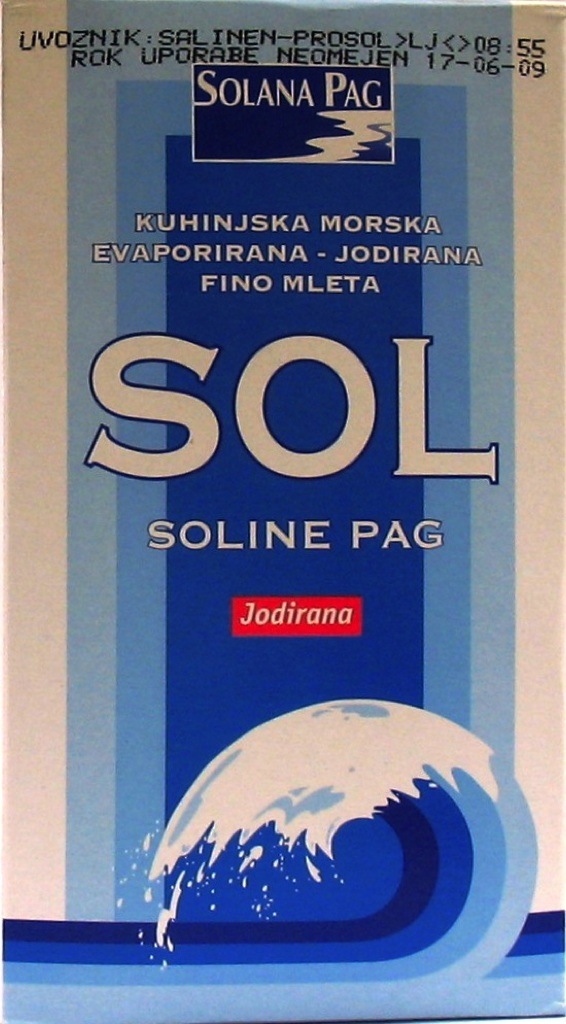 UVOZNIK:SALINEN-PROSOL>LJ<>08:55
ROK UPORABE NEOMEJEN 17-06-09
SOLANA PAG
KUHINJSKA MORSKA
EVAPORIRANA - JODIRANA
FINO MLETA
SOL
SOLINE PAG
Jodirana